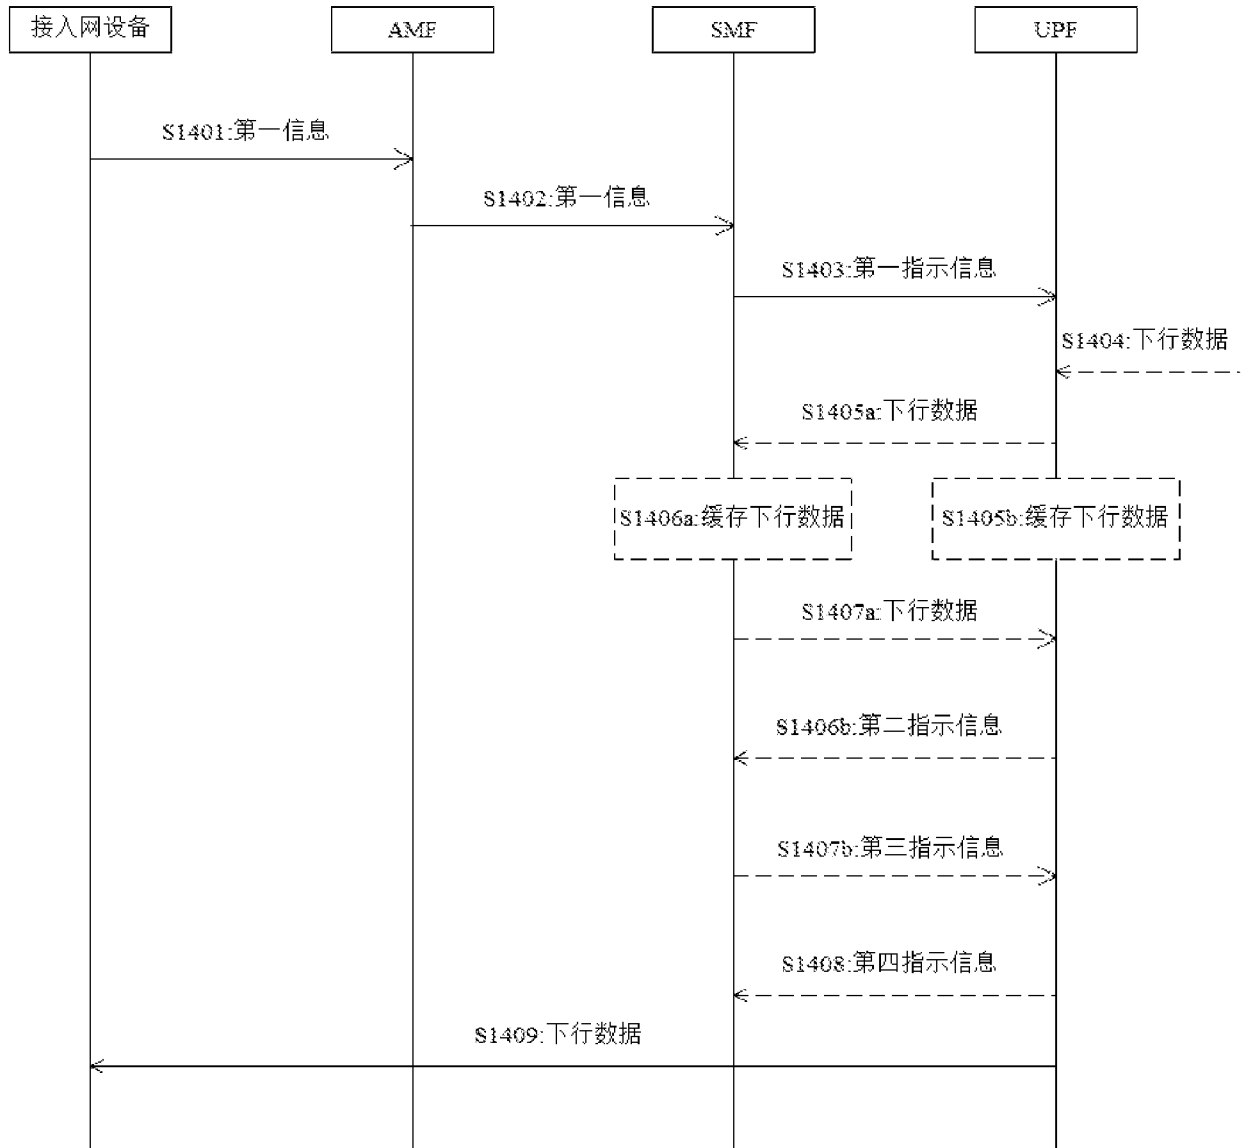 接入网设备
AMF
SMF
UPF
S1401:第一信息
S1402:第一信息
S1403:第一指示信息
S1404:下行数据
S1405a:下行数据
S1406a:缓存下行数据
S1405b:缓存下行数据
S1407a:下行数据
S1406b:第二指示信息
S1407b:第三指示信息
S1408:第四指示信息
S1409:下行数据